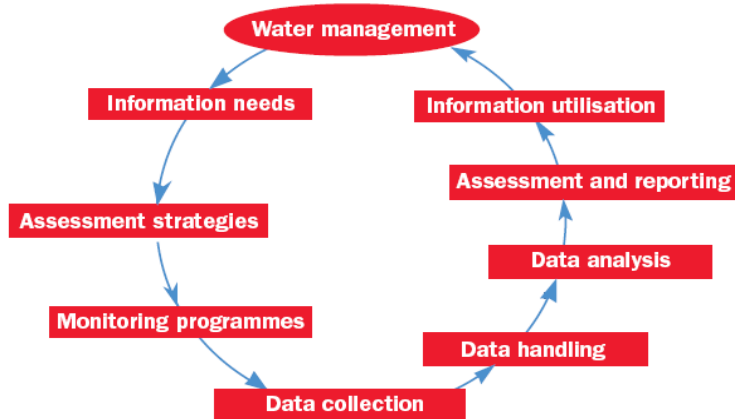 Water management
Information needs
Information utilisation
Assessment and reporting
Assessment strategies
Data analysis
Monitoring programmes
Data handling
Data collection